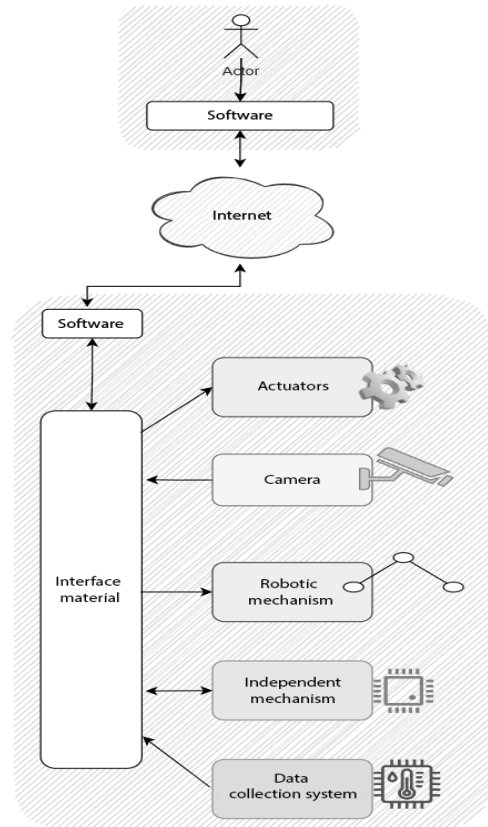 Actor
Software
Internet
Software
Actuators
Camera
Interface
material
Robotic
mechanism
Independent
mechanism
Data
collection system